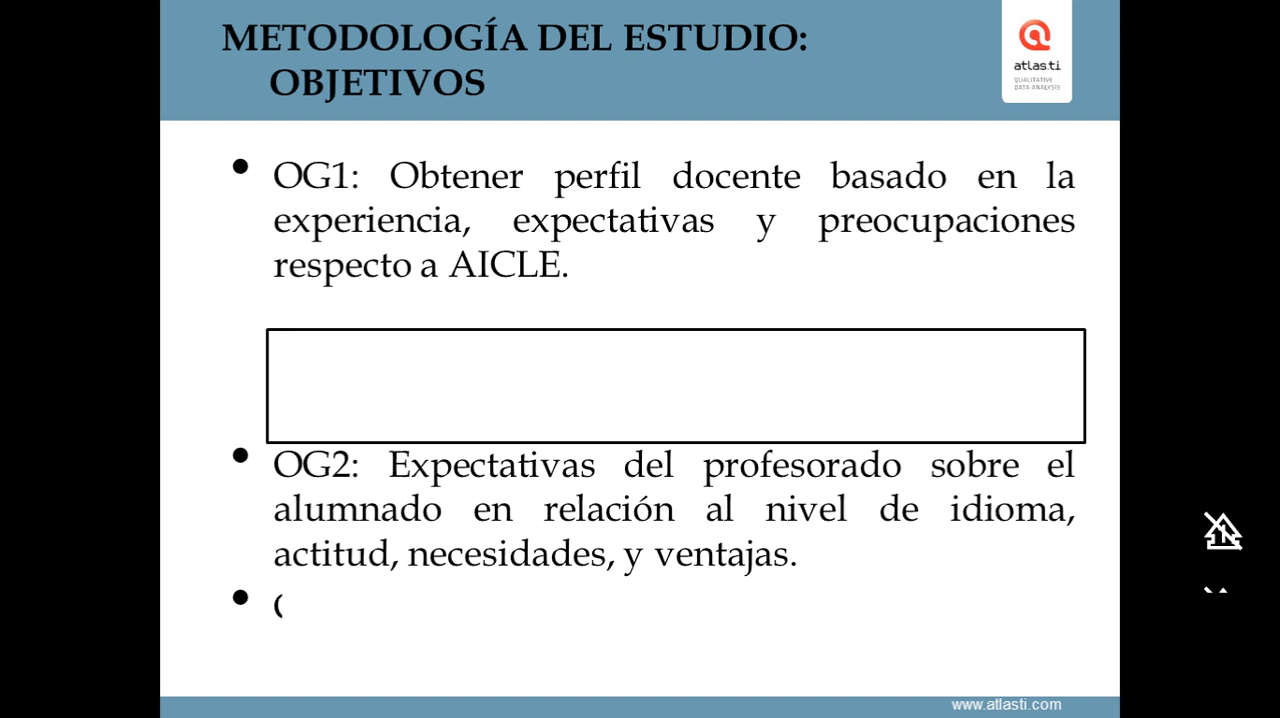 METODOLOGÍA DEL ESTUDIO:
OBJETIVOS
atlas.ti
QUALITATIVE
DATA ANALYSIS
• OG1: Obtener perfil docente basado en la
experiencia, expectativas y preocupaciones
respecto a AICLE.
• OG2: Expectativas del profesorado sobre el
alumnado en relación al nivel de idioma,
actitud, necesidades, y ventajas.
• (
www.atlasti.com